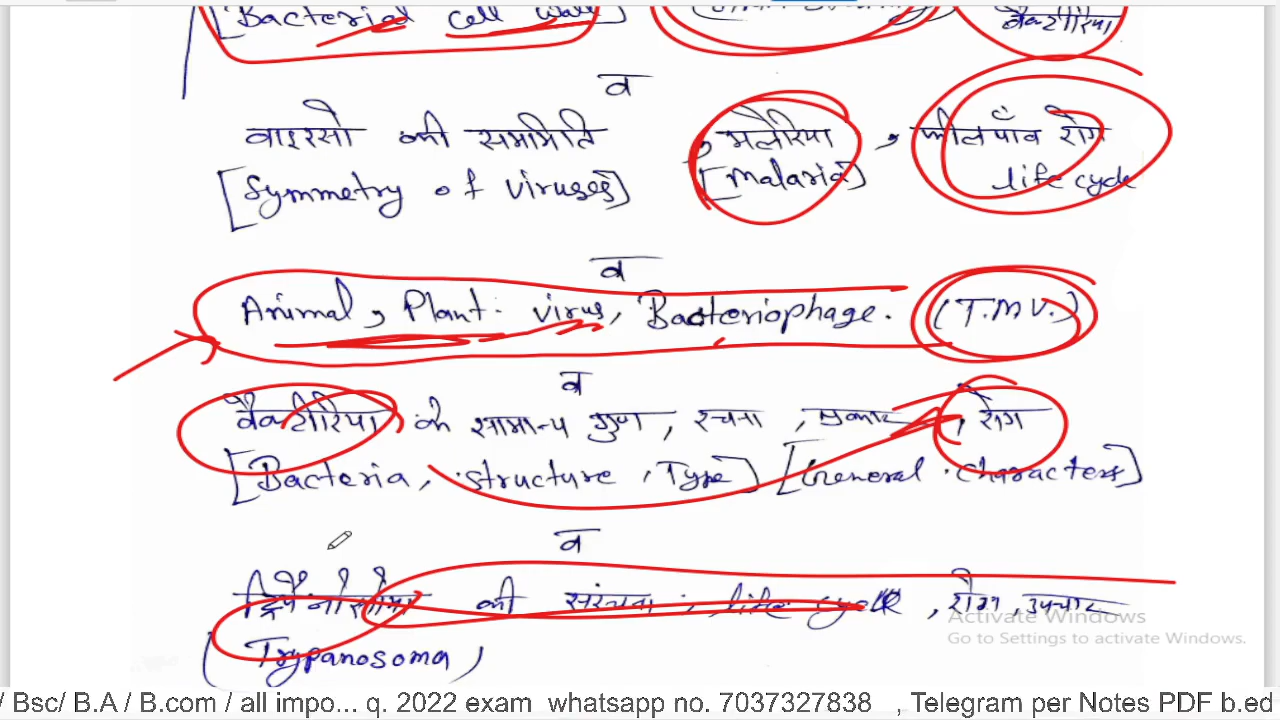 [Bacterial cell wall]
बैक्टीरिया
व
वाइरसो की सममिति , मलेरिया , फीलपाँव रोग
[Symmetry of Viruses] [Malaria] life cycle
व
Animal, Plant virus, Bacteriophage. (T.M.V.)
व
बैक्टीरिया के सामान्य गुण , रचना , प्रकार , रोग
[Bacteria, structure, Type] [General characters]
व
ट्रिपैनोसोमा की संरचना , life cycle , रोग , उपचार
(Trypanosoma,
Activate Windows
Go to Settings to activate Windows.
/ Bsc/ B.A / B.com / all impo... q. 2022 exam whatsapp no. 7037327838 , Telegram per Notes PDF b.ed